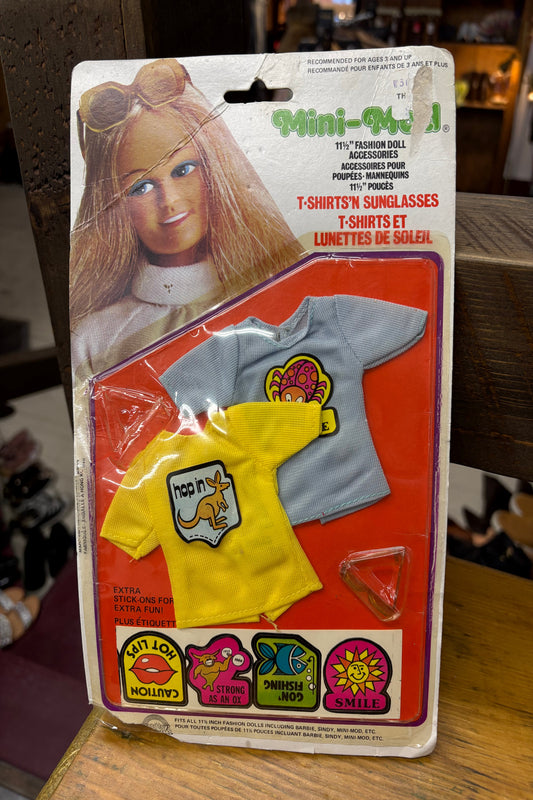 RECOMMENDED FOR AGES 3 AND UP
RECOMMANDÉ POUR ENFANTS DE 3 ANS ET PLUS
Mini-Mod®
11½" FASHION DOLL
ACCESSORIES
ACCESSOIRES POUR
POUPÉES-MANNEQUINS
11½" POUCES
T-SHIRTS'N SUNGLASSES
T-SHIRTS ET
LUNETTES DE SOLEIL
hop in
EXTRA
STICK-ONS FOR
EXTRA FUN!
PLUS ÉTIQUETT
CAUTION
HOT LIPS
STRONG
AS AN OX
GON'
FISHING
SMILE
FITS ALL 11½ INCH FASHION DOLLS INCLUDING BARBIE, SINDY, MINI-MOD, ETC.
POUR TOUTES POUPÉES DE 11½ POUCES INCLUANT BARBIE, SINDY, MINI-MOD, ETC.